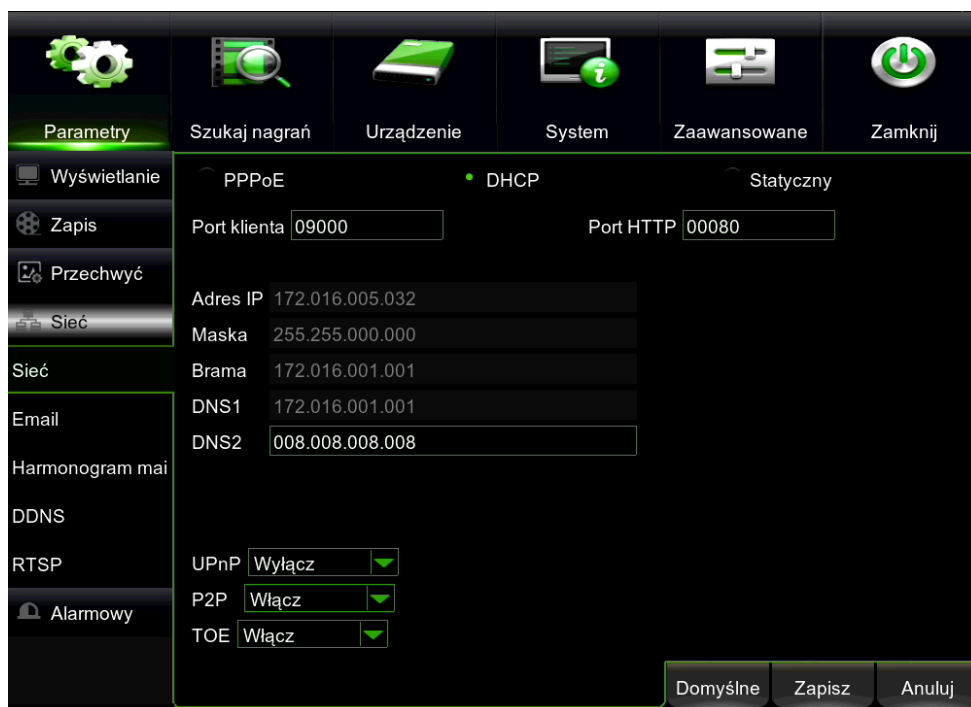 Parametry Szukaj nagrań Urządzenie System Zaawansowane Zamknij
Wyświetlanie
Zapis
Przechwyć
Sieć
Sieć
Email
Harmonogram mai
DDNS
RTSP
Alarmowy
PPPoE DHCP Statyczny
Port klienta 09000 Port HTTP 00080
Adres IP 172.016.005.032
Maska 255.255.000.000
Brama 172.016.001.001
DNS1 172.016.001.001
DNS2 008.008.008.008
UPnP Wyłącz
P2P Włącz
TOE Włącz
Domyślne Zapisz Anuluj